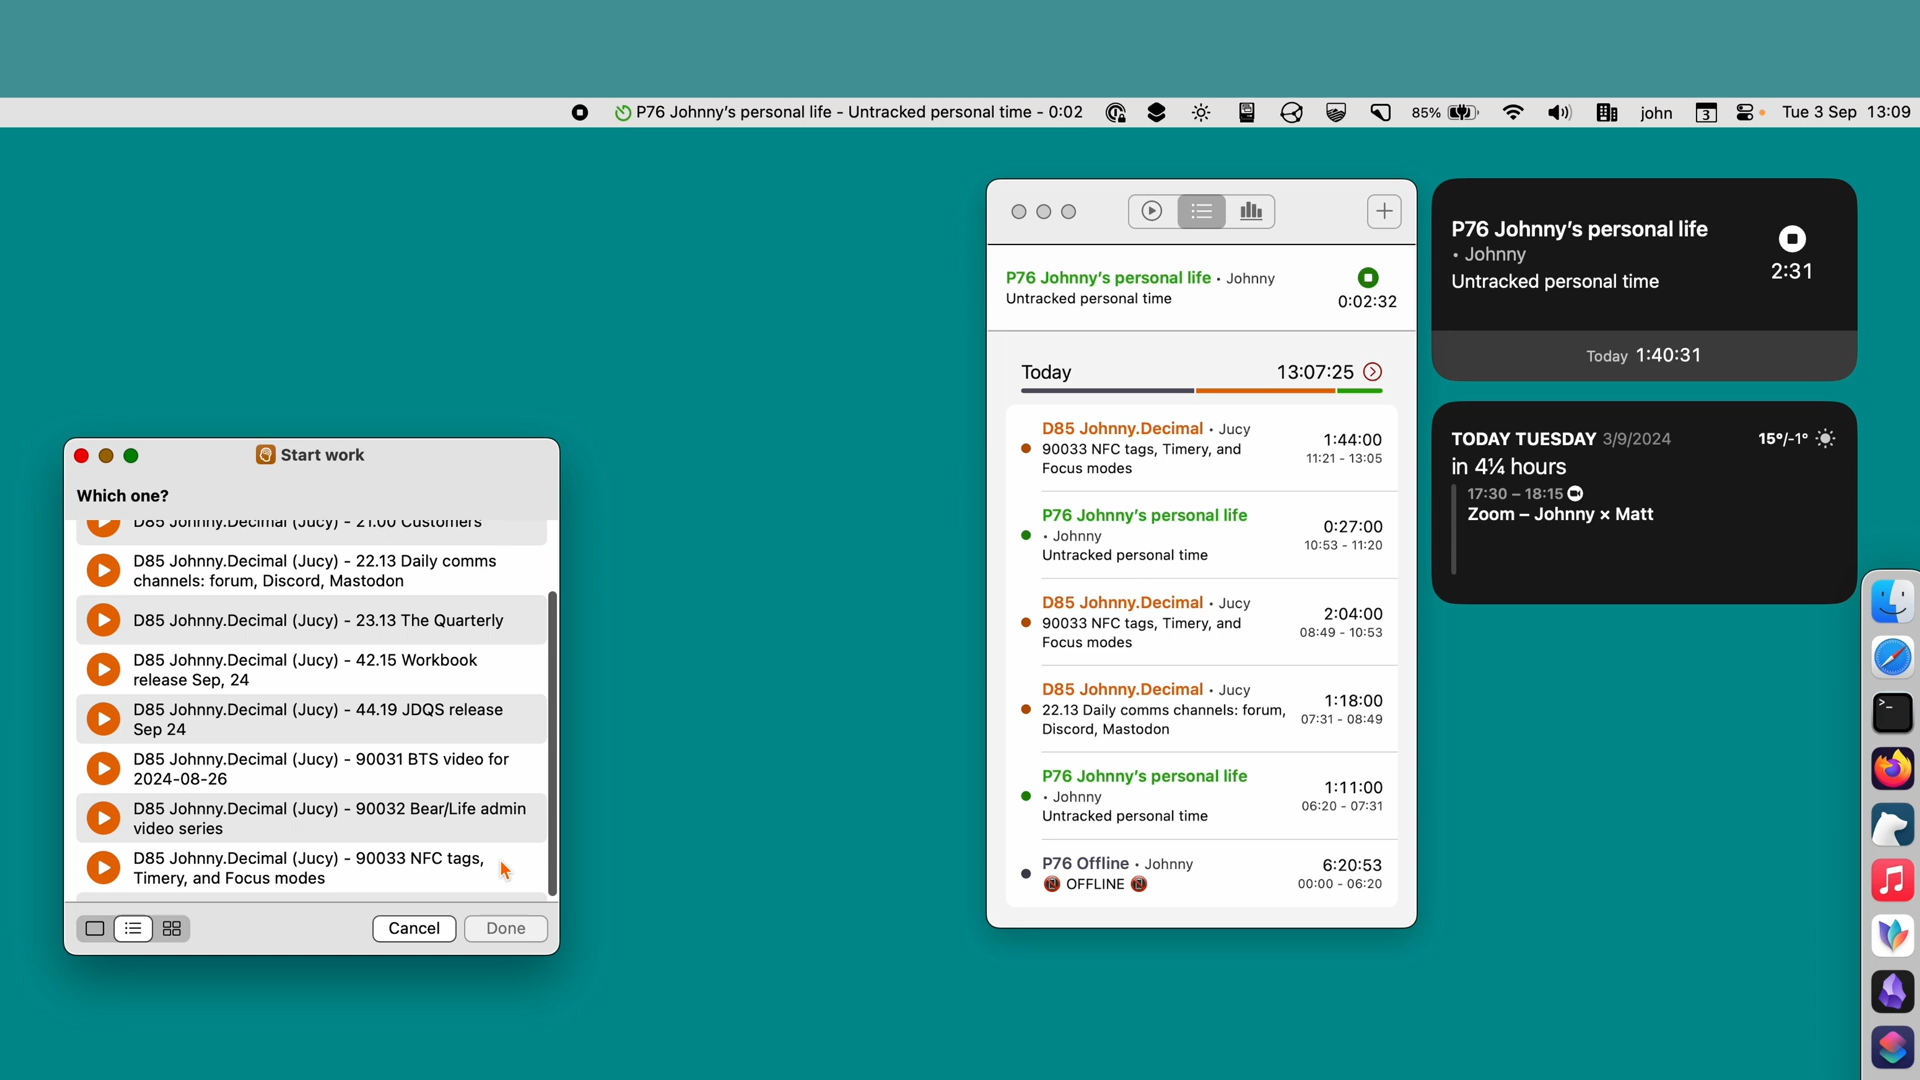 P76 Johnny's personal life - Untracked personal time - 0:02
85%
john
3
Tue 3 Sep 13:09
Start work
Which one?
D85 Johnny.Decimal (Jucy) - 21.00 Customers
D85 Johnny.Decimal (Jucy) - 22.13 Daily comms
channels: forum, Discord, Mastodon
D85 Johnny.Decimal (Jucy) - 23.13 The Quarterly
D85 Johnny.Decimal (Jucy) - 42.15 Workbook
release Sep, 24
D85 Johnny.Decimal (Jucy) - 44.19 JDQS release
Sep 24
D85 Johnny.Decimal (Jucy) - 90031 BTS video for
2024-08-26
D85 Johnny.Decimal (Jucy) - 90032 Bear/Life admin
video series
D85 Johnny.Decimal (Jucy) - 90033 NFC tags,
Timery, and Focus modes
Cancel
Done
P76 Johnny's personal life • Johnny
Untracked personal time
0:02:32
Today
13:07:25
D85 Johnny.Decimal • Jucy
90033 NFC tags, Timery, and
Focus modes
1:44:00
11:21 - 13:05
P76 Johnny's personal life
• Johnny
Untracked personal time
0:27:00
10:53 - 11:20
D85 Johnny.Decimal • Jucy
90033 NFC tags, Timery, and
Focus modes
2:04:00
08:49 - 10:53
D85 Johnny.Decimal • Jucy
22.13 Daily comms channels: forum,
Discord, Mastodon
1:18:00
07:31 - 08:49
P76 Johnny's personal life
• Johnny
Untracked personal time
1:11:00
06:20 - 07:31
P76 Offline • Johnny
📵 OFFLINE 📵
6:20:53
00:00 - 06:20
P76 Johnny's personal life
• Johnny
Untracked personal time
2:31
Today 1:40:31
TODAY TUESDAY 3/9/2024
15°/-1°
in 4¼ hours
17:30 – 18:15
Zoom – Johnny × Matt